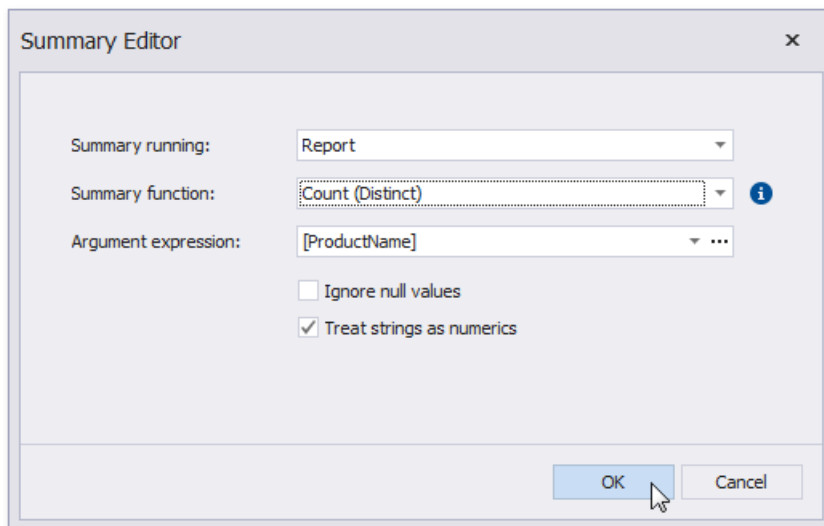 Summary Editor
Summary running: Report
Summary function: Count (Distinct)
Argument expression: [ProductName]
Ignore null values
Treat strings as numerics
OK Cancel